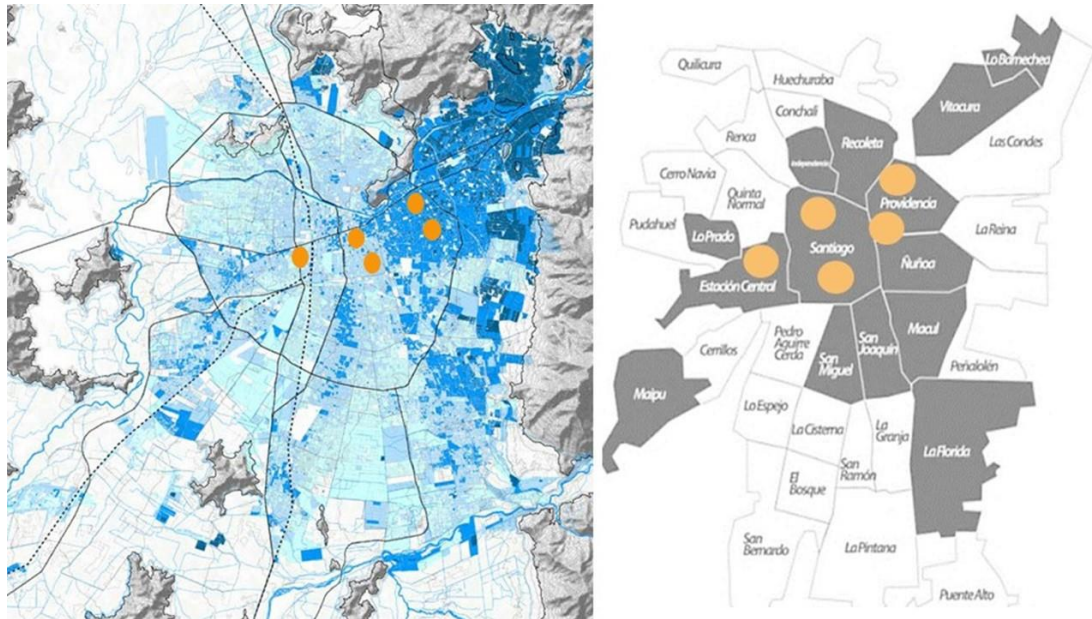 Quilicura
Huechuraba
Lo Barnechea
Vitacura
Conchalí
Recoleta
Las Condes
Renca
Independencia
Cerro Navia
Quinta
Normal
Providencia
Pudahuel
Lo Prado
Santiago
La Reina
Ñuñoa
Estación Central
Cerrillos
Pedro
Aguirre
Cerda
San
Miguel
San
Joaquín
Macul
Peñalolén
Maipu
Lo Espejo
La Cisterna
La
Granja
La Florida
El
Bosque
San
Ramón
San
Bernardo
La Pintana
Puente Alto